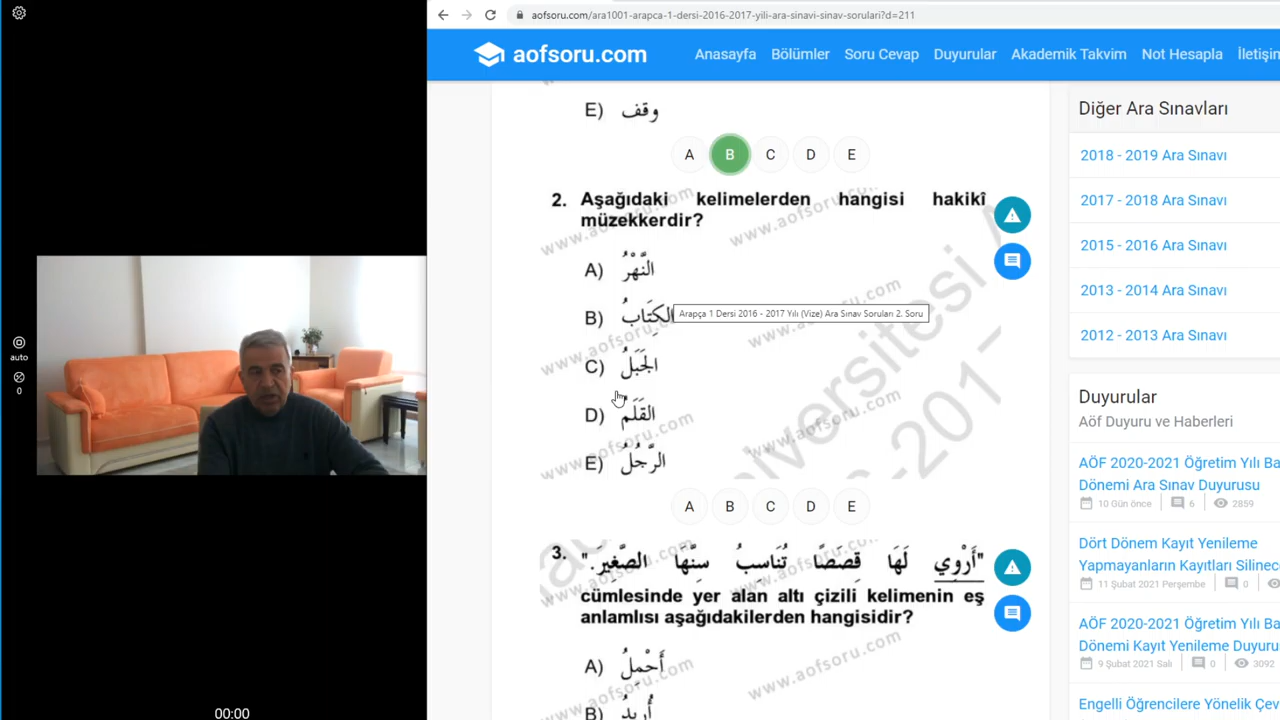 aofsoru.com/ara1001-arapca-1-dersi-2016-2017-yili-ara-sinavi-sinav-sorulari?d=211
aofsoru.com
Anasayfa Bölümler Soru Cevap Duyurular Akademik Takvim Not Hesapla İletişim
E) وقف
A B C D E
2. Aşağıdaki kelimelerden hangisi hakikî
müzekkerdir?
A) النَّهْرُ
B) الكِتَابُ
Arapça 1 Dersi 2016 - 2017 Yılı (Vize) Ara Sınav Soruları 2. Soru
C) الجَبَلُ
D) القَلَم
E) الرَّجُلُ
A B C D E
3. "أَرْوِي لَهَا قِصَصًا تُنَاسِبُ سِنَّهَا الصَّغِيرَ."
cümlesinde yer alan altı çizili kelimenin eş
anlamlısı aşağıdakilerden hangisidir?
A) أَحْمِلُ
B) أُرِيدُ
www.aofsoru.com
Diğer Ara Sınavları
2018 - 2019 Ara Sınavı
2017 - 2018 Ara Sınavı
2015 - 2016 Ara Sınavı
2013 - 2014 Ara Sınavı
2012 - 2013 Ara Sınavı
Duyurular
Aöf Duyuru ve Haberleri
AÖF 2020-2021 Öğretim Yılı Ba
Dönemi Ara Sınav Duyurusu
10 Gün önce 6 2859
Dört Dönem Kayıt Yenileme
Yapmayanların Kayıtları Silinece
11 Şubat 2021 Perşembe 0
AÖF 2020-2021 Öğretim Yılı Ba
Dönemi Kayıt Yenileme Duyuru
9 Şubat 2021 Salı 0 3092
Engelli Öğrencilere Yönelik Çev
auto
0
00:00